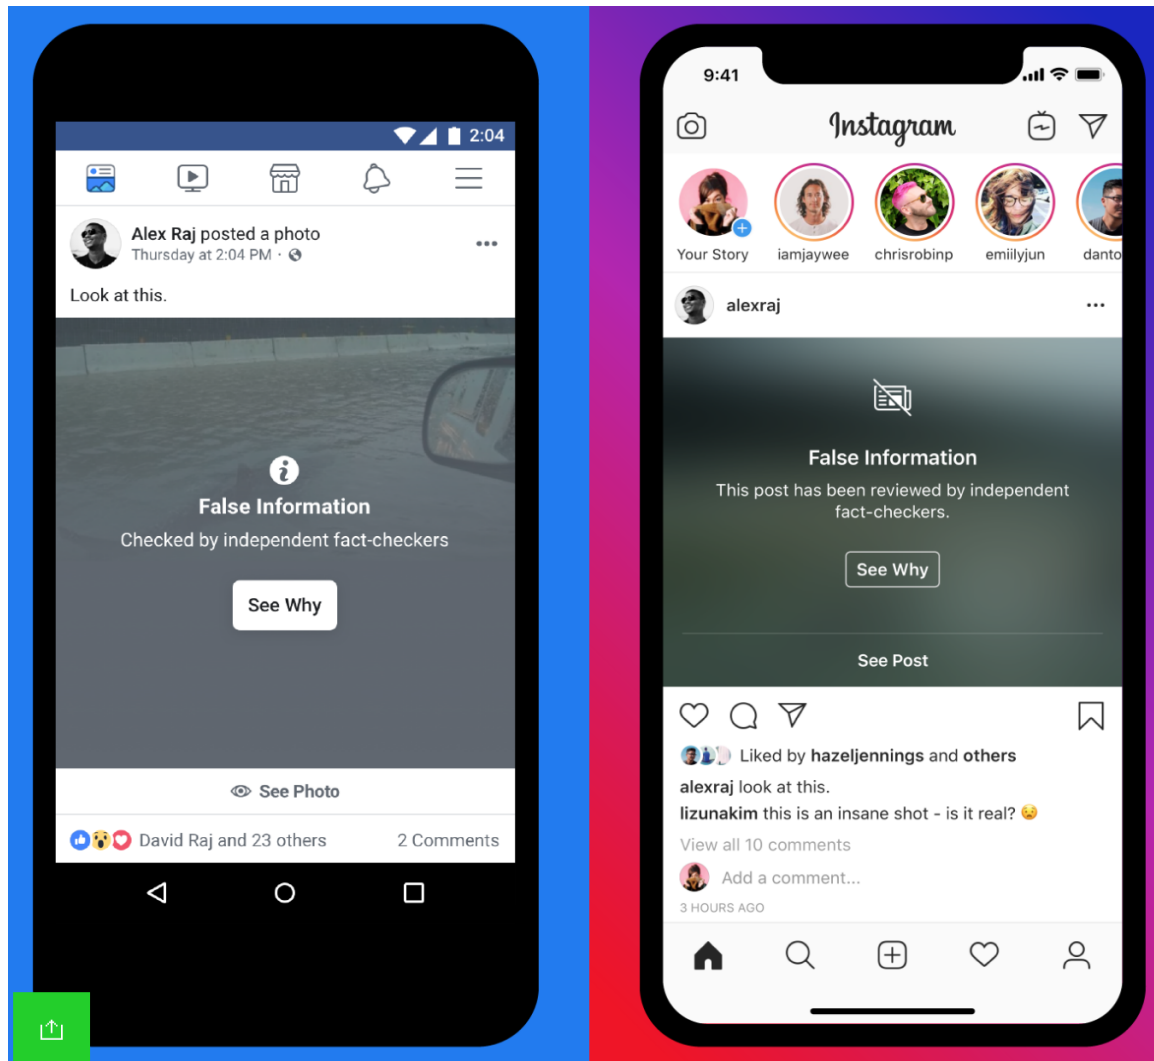 2:04
Alex Raj posted a photo
Thursday at 2:04 PM ·
Look at this.
False Information
Checked by independent fact-checkers
See Why
See Photo
David Raj and 23 others 2 Comments
9:41
Instagram
Your Story iamjaywee chrisrobinp emiilyjun danto
alexraj
False Information
This post has been reviewed by independent
fact-checkers.
See Why
See Post
Liked by hazeljennings and others
alexraj look at this.
lizunakim this is an insane shot - is it real? 😧
View all 10 comments
Add a comment...
3 HOURS AGO